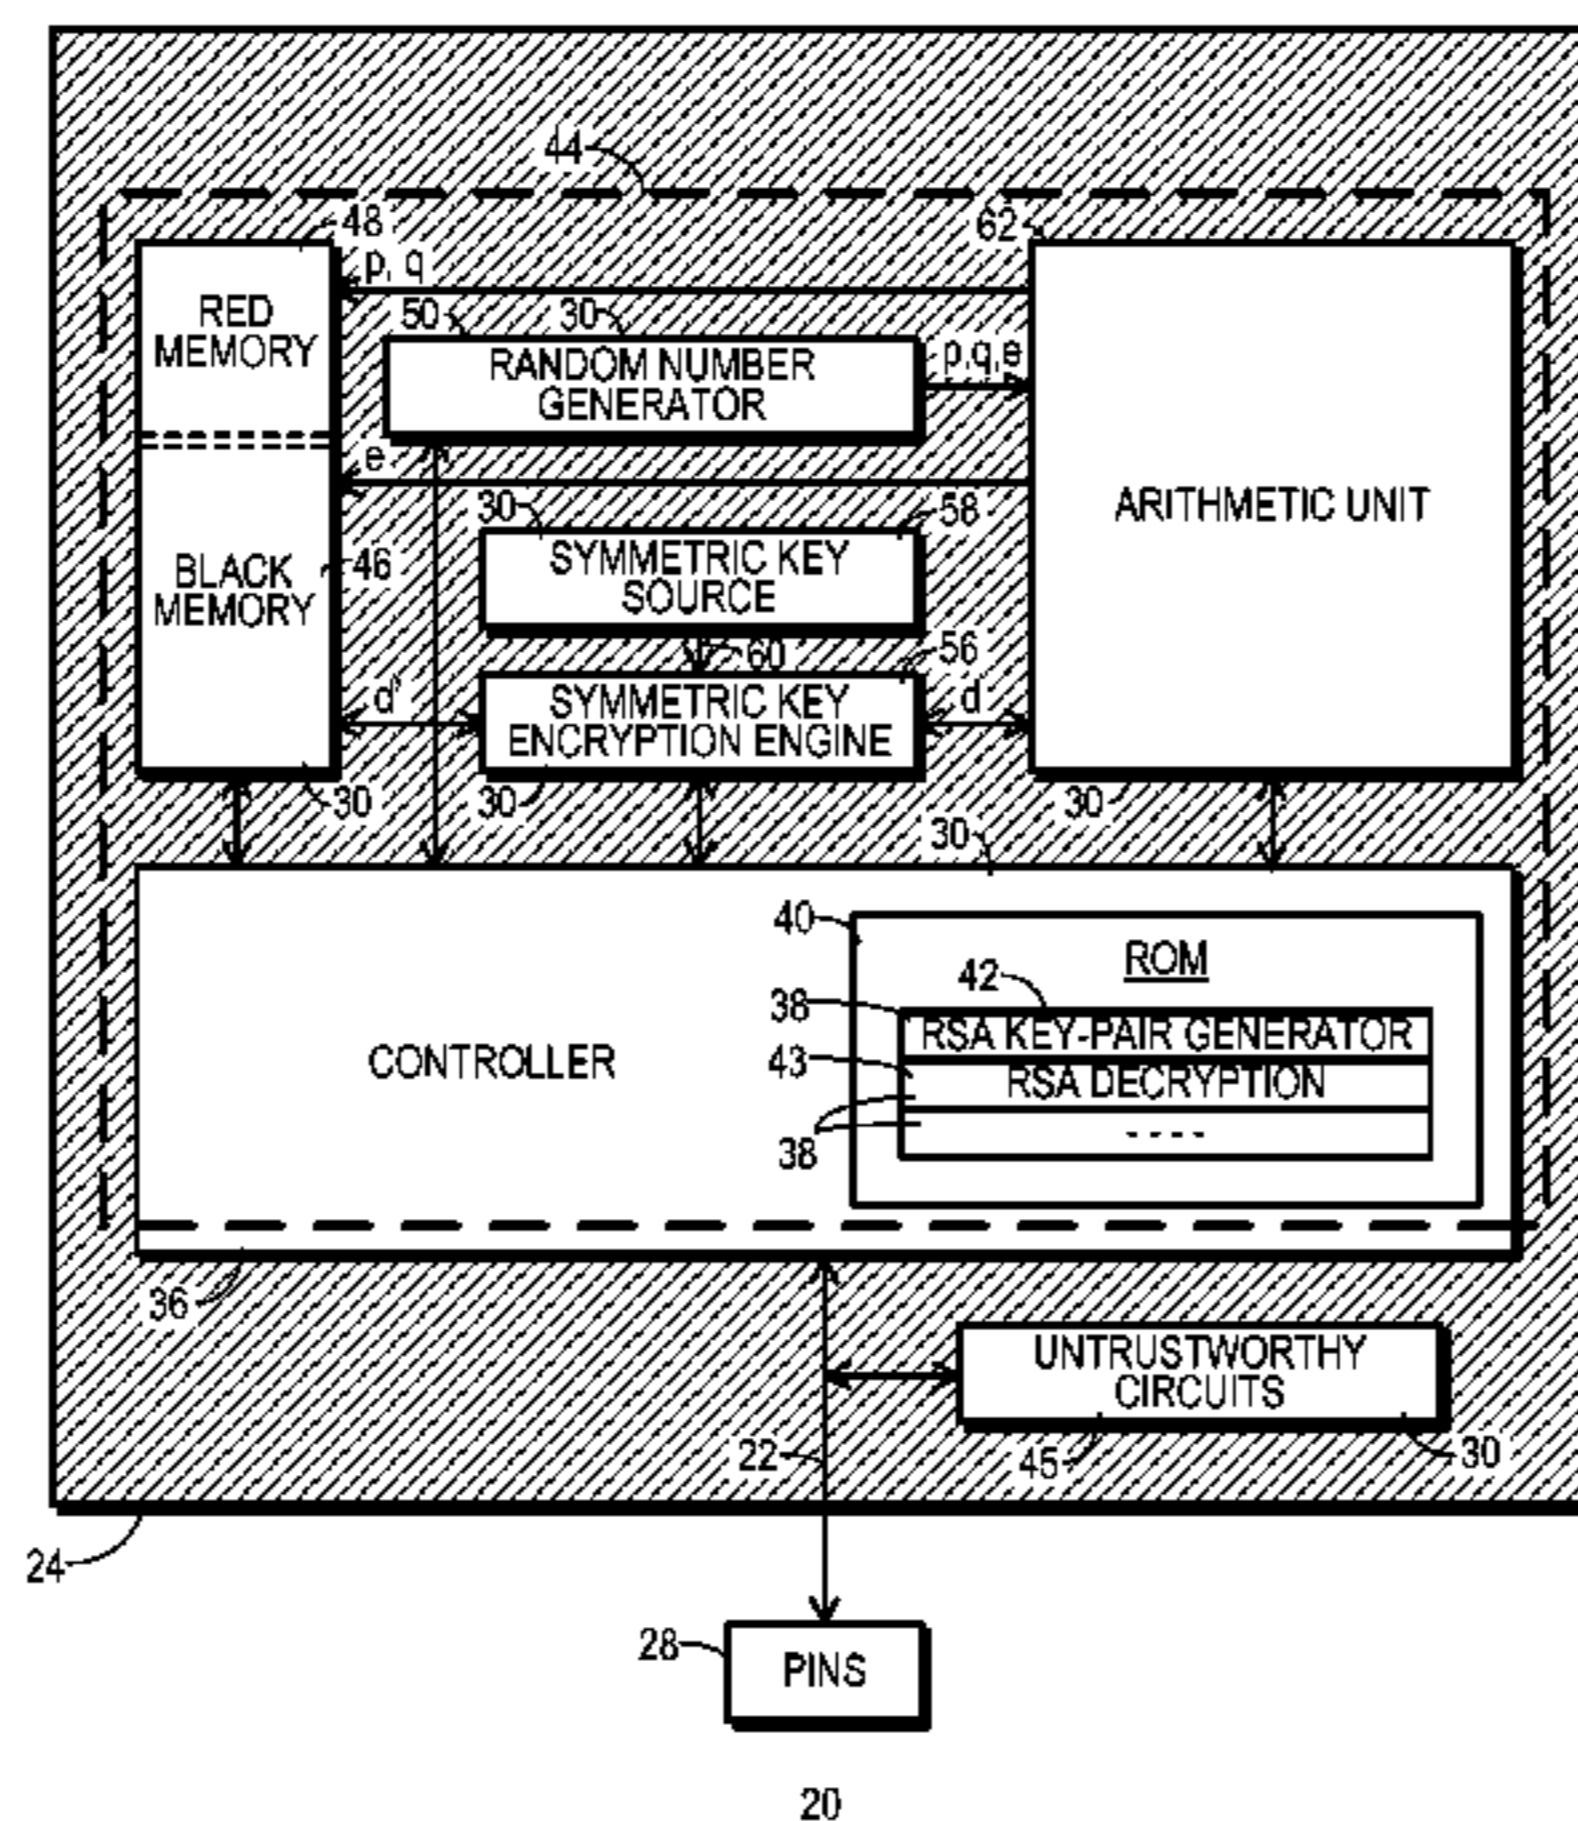 44
48
62
p, q
RED
MEMORY
50
30
RANDOM NUMBER
GENERATOR
p,q,e
e
30
58
SYMMETRIC KEY
SOURCE
ARITHMETIC UNIT
BLACK
MEMORY
46
60
56
d'
SYMMETRIC KEY
ENCRYPTION ENGINE
d
30
30
30
30
40
ROM
42
38
RSA KEY-PAIR GENERATOR
CONTROLLER
43
RSA DECRYPTION
38
- - - -
36
UNTRUSTWORTHY
CIRCUITS
22
45
30
24
28
PINS
20